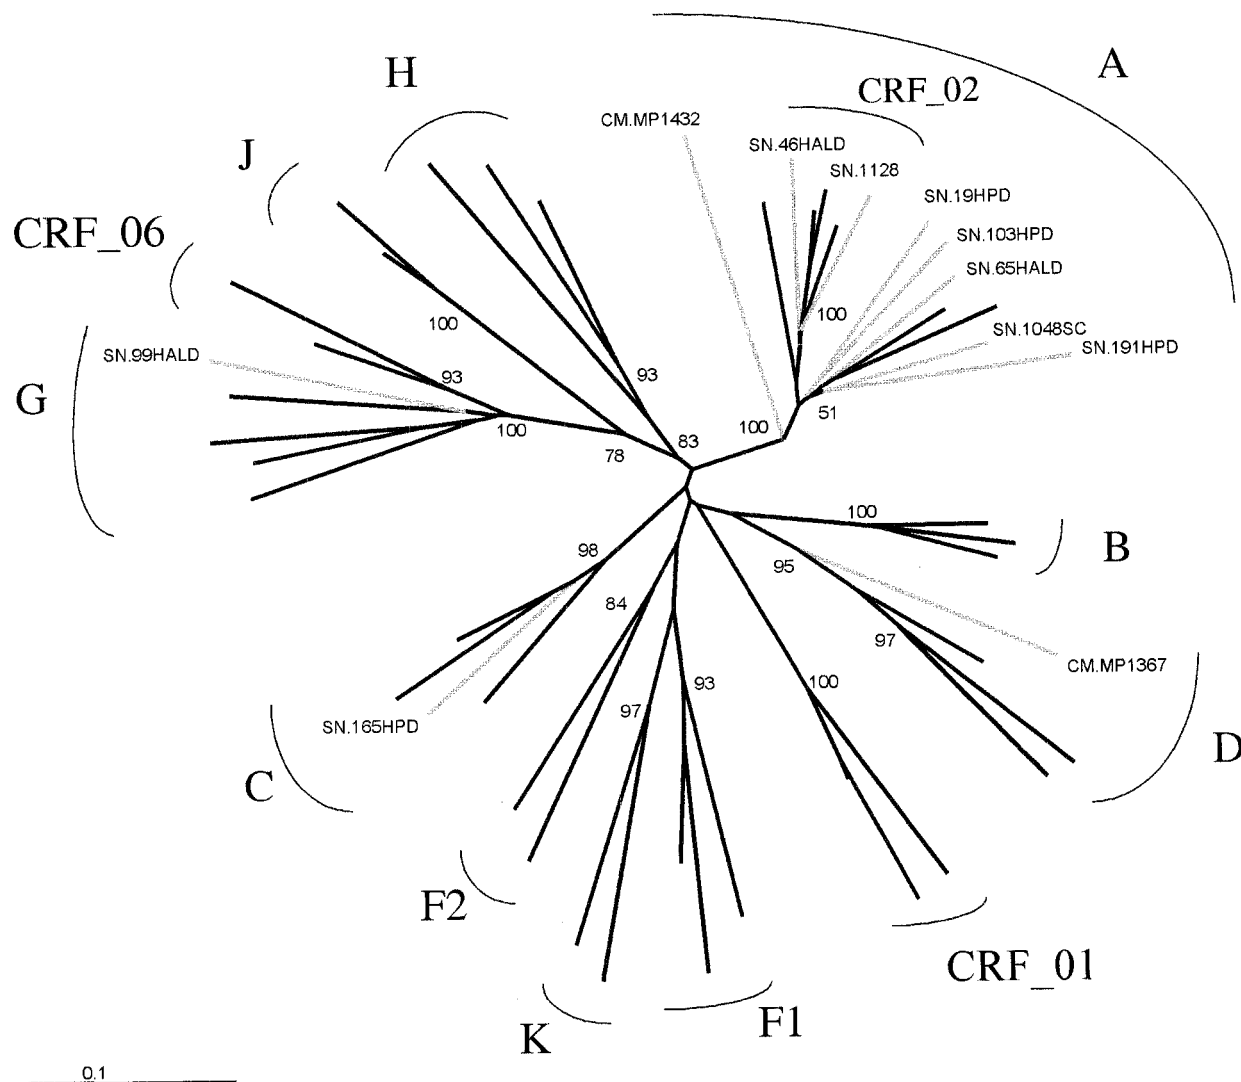 A
H
CRF_02
CM.MP1432
SN.46HALD
J
SN.1128
SN.19HPD
CRF_06
SN.103HPD
SN.65HALD
100
100
SN.1048SC
SN.99HALD
SN.191HPD
93
93
G
51
100
100
83
78
100
B
98
95
84
97
CM.MP1367
100
93
97
SN.165HPD
D
C
F2
CRF_01
F1
K
0.1